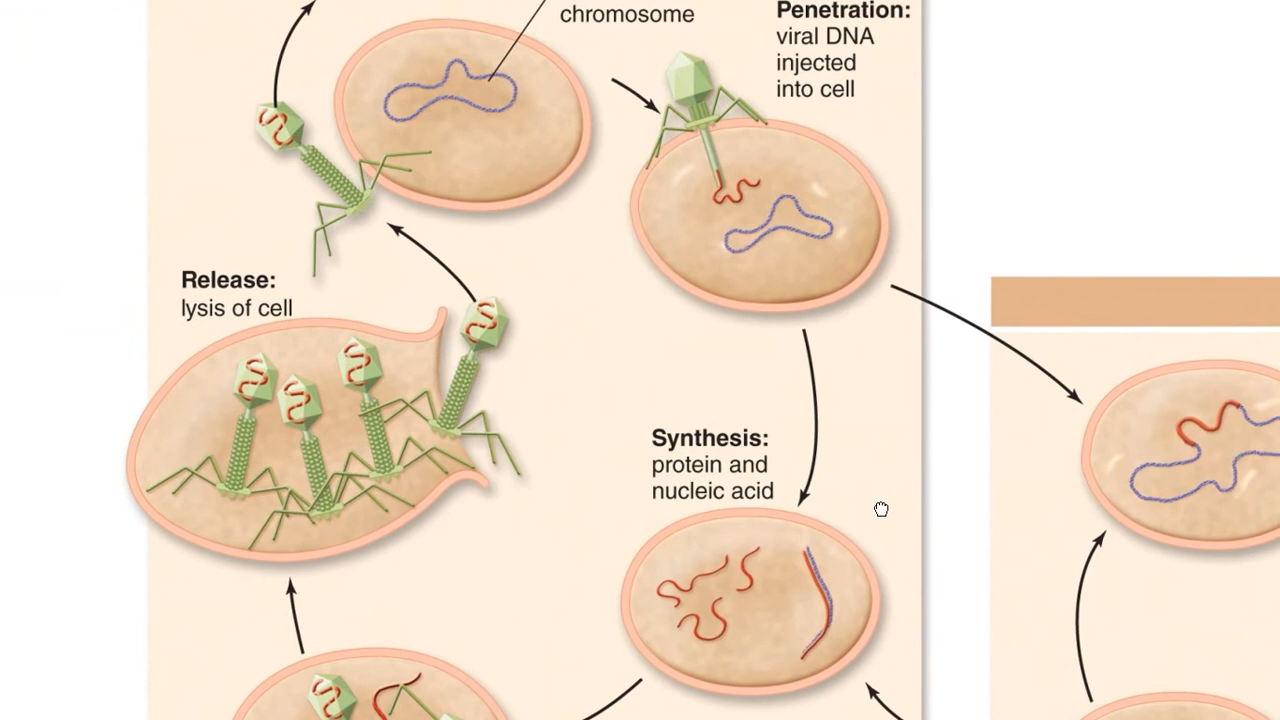 chromosome
Penetration:
viral DNA
injected
into cell
Release:
lysis of cell
Synthesis:
protein and
nucleic acid